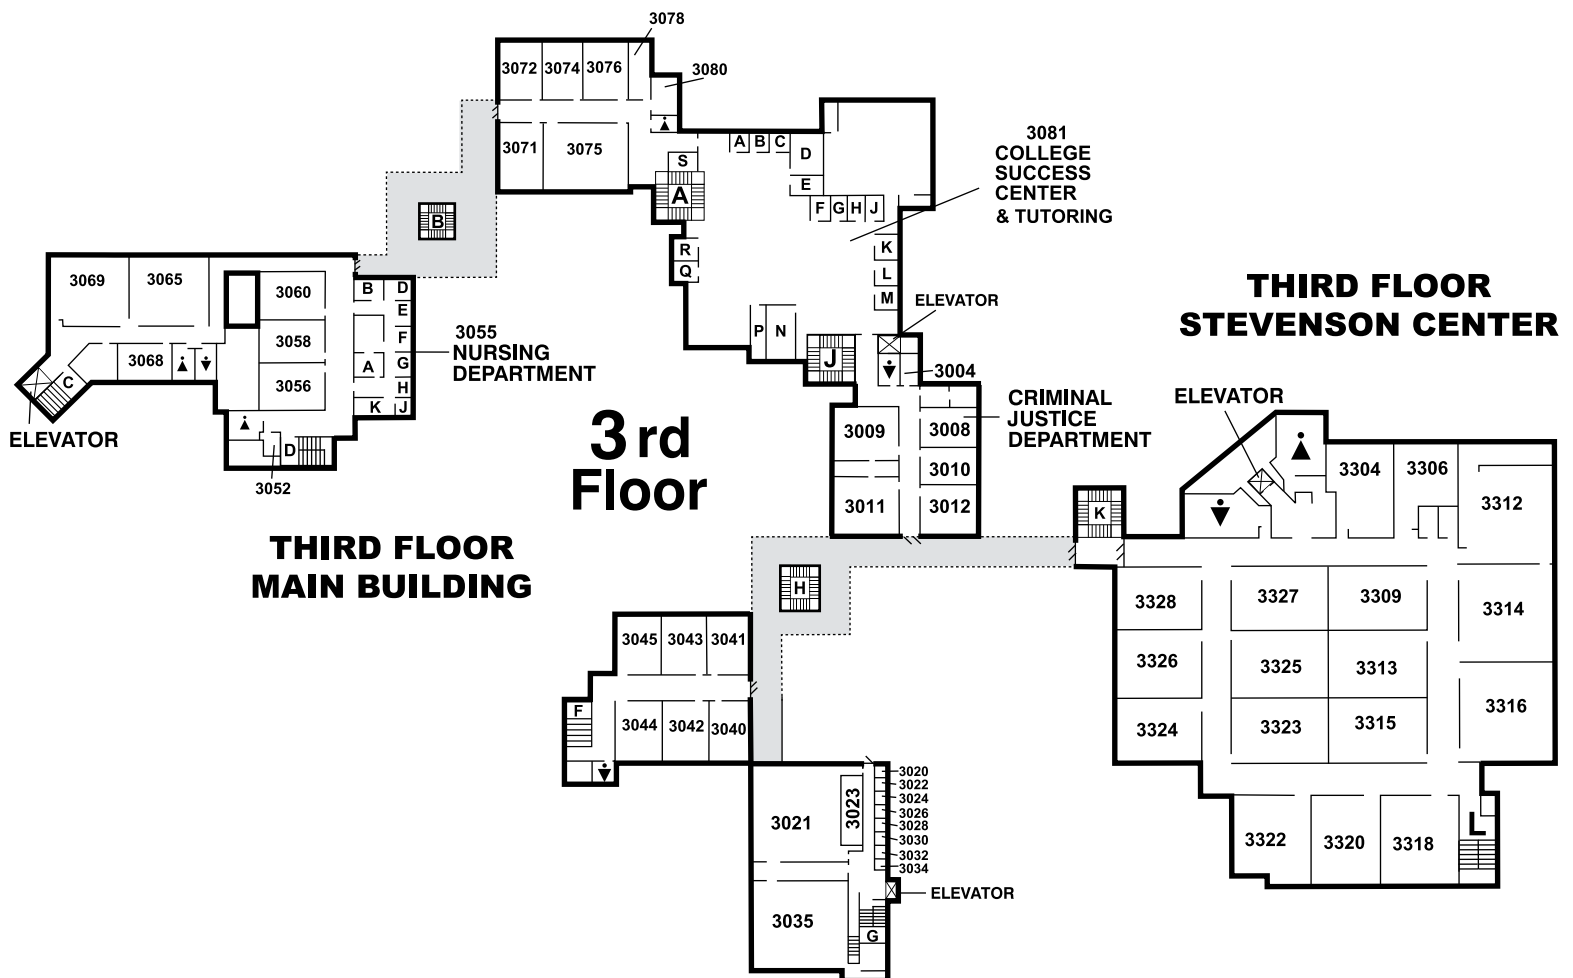 3078
3072
3074
3076
3080
3071
3075
S
A
A
B
C
D
E
F
G
H
J
K
L
M
R
Q
P
N
J
3081
COLLEGE
SUCCESS
CENTER
& TUTORING
ELEVATOR
3004
B
3069
3065
3060
3058
3056
3068
C
ELEVATOR
D
3052
B
D
E
F
A
G
H
K
J
3055
NURSING
DEPARTMENT
3rd
Floor
THIRD FLOOR
MAIN BUILDING
3009
3008
3010
3011
3012
CRIMINAL
JUSTICE
DEPARTMENT
H
3045
3043
3041
F
3044
3042
3040
3021
3023
3020
3022
3024
3026
3028
3030
3032
3034
ELEVATOR
3035
G
THIRD FLOOR
STEVENSON CENTER
ELEVATOR
K
3304
3306
3312
3328
3327
3309
3314
3326
3325
3313
3324
3323
3315
3316
3322
3320
3318
L